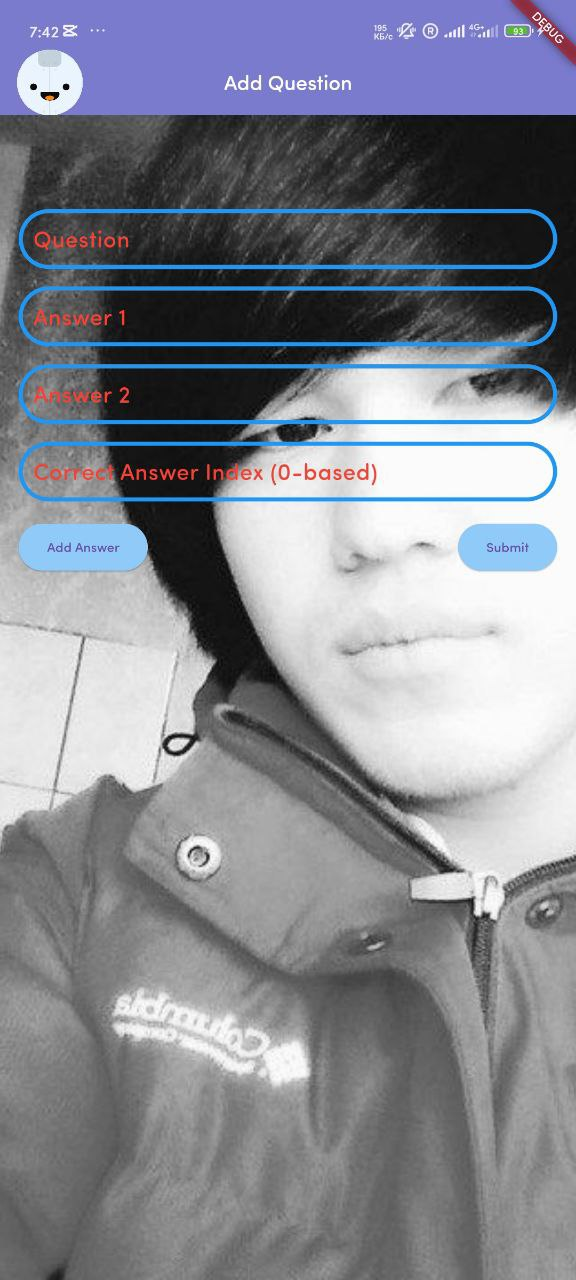 7:42 ...
195
КБ/с
R
4G+
93
DEBUG
Add Question
Question
Answer 1
Answer 2
Correct Answer Index (0-based)
Add Answer
Submit
Columbia